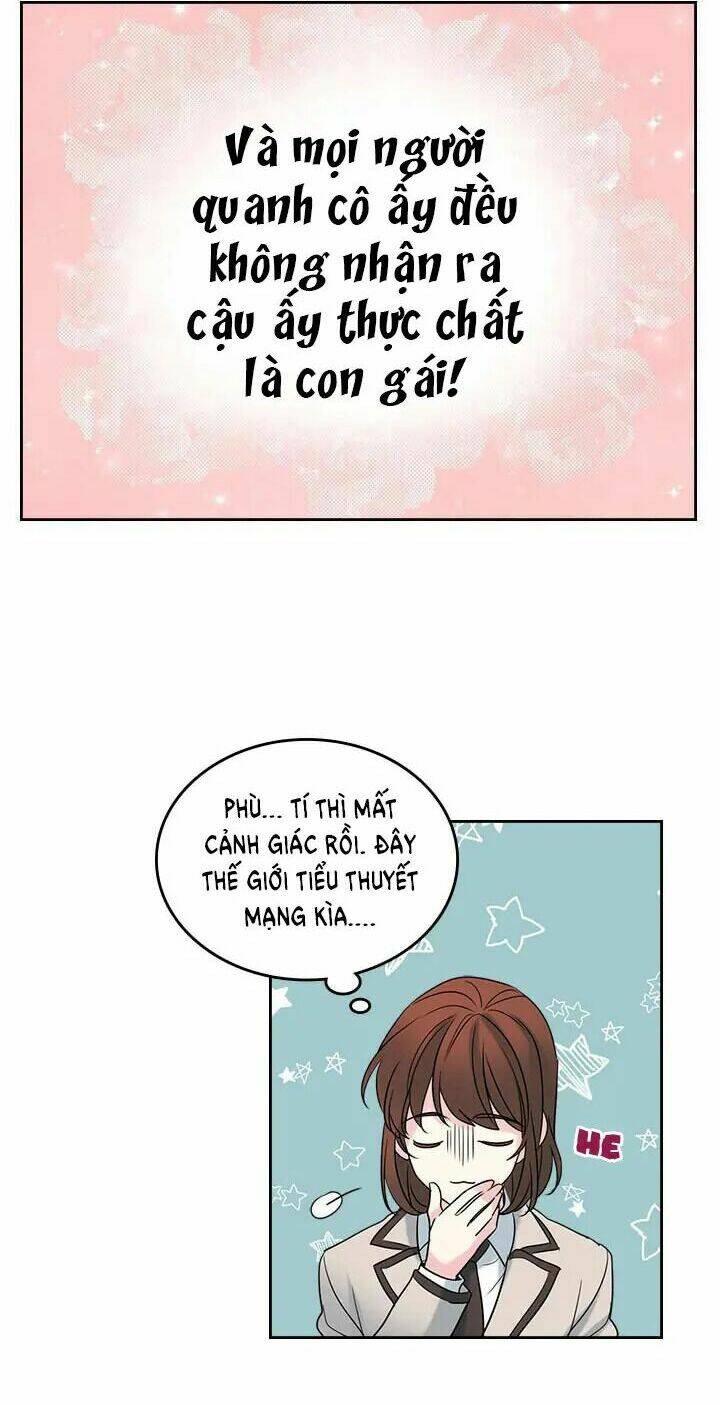 Và mọi người
quanh cô ấy đều
không nhận ra
cậu ấy thực chất
là con gái!
PHÙ... TÍ THÌ MẤT
CẢNH GIÁC RỒI. ĐÂY
THẾ GIỚI TIỂU THUYẾT
MẠNG KÌA....
HE